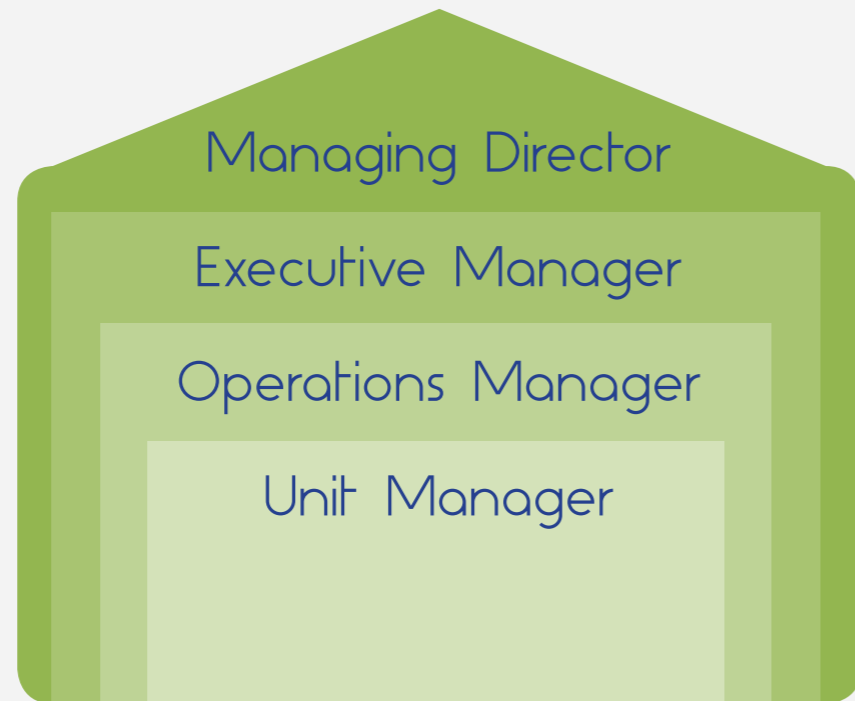 Managing Director
Executive Manager
Operations Manager
Unit Manager